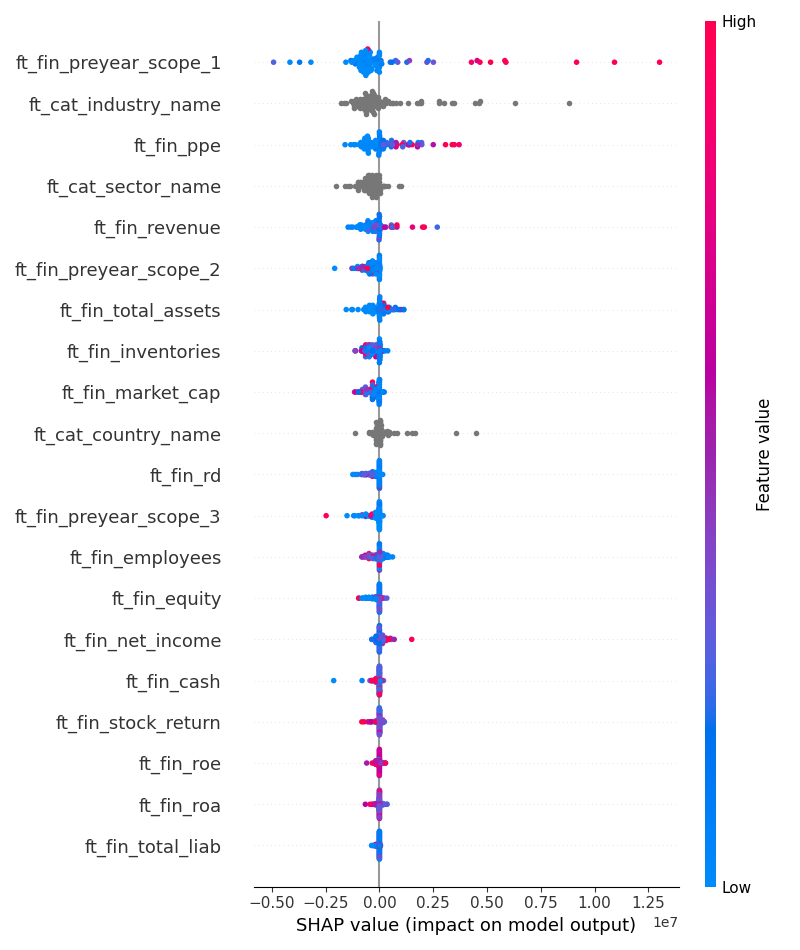 High
ft_fin_preyear_scope_1
ft_cat_industry_name
ft_fin_ppe
ft_cat_sector_name
ft_fin_revenue
ft_fin_preyear_scope_2
ft_fin_total_assets
ft_fin_inventories
ft_fin_market_cap
ft_cat_country_name
ft_fin_rd
ft_fin_preyear_scope_3
ft_fin_employees
ft_fin_equity
ft_fin_net_income
ft_fin_cash
ft_fin_stock_return
ft_fin_roe
ft_fin_roa
ft_fin_total_liab
Feature value
Low
−0.50 −0.25 0.00 0.25 0.50 0.75 1.00 1.25
SHAP value (impact on model output) 1e7